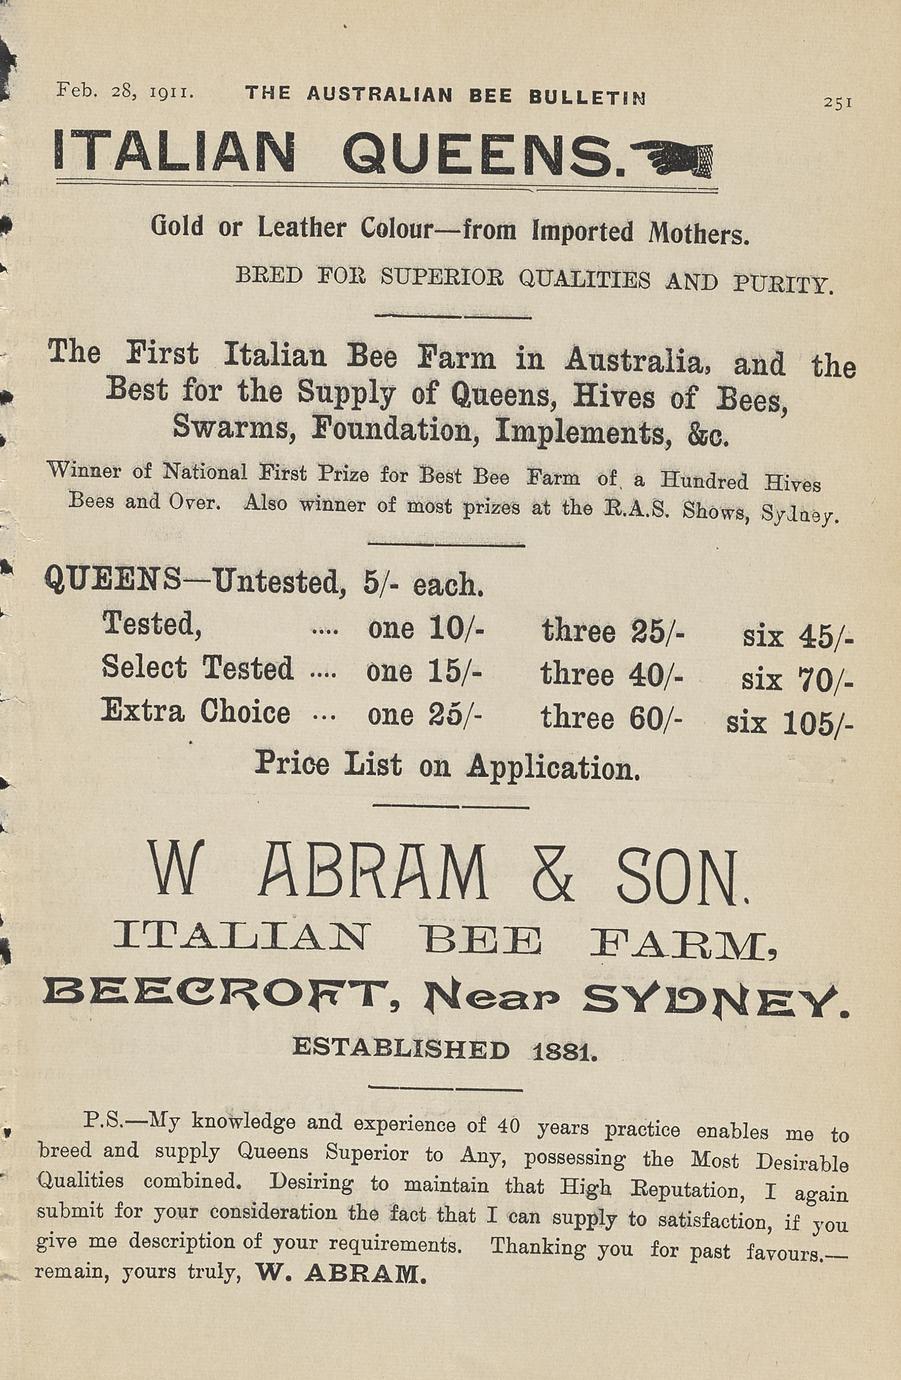 Feb. 28, 1911. THE AUSTRALIAN BEE BULLETIN 251
ITALIAN QUEENS.
Gold or Leather Colour—from Imported Mothers.
BRED FOR SUPERIOR QUALITIES AND PURITY.
The First Italian Bee Farm in Australia, and the
Best for the Supply of Queens, Hives of Bees,
Swarms, Foundation, Implements, &c.
Winner of National First Prize for Best Bee Farm of a Hundred Hives
Bees and Over. Also winner of most prizes at the R.A.S. Shows, Sydney.
QUEENS—Untested, 5/- each.
Tested, .... one 10/- three 25/- six 45/-
Select Tested .... one 15/- three 40/- six 70/-
Extra Choice ... one 25/- three 60/- six 105/-
Price List on Application.
W ABRAM & SON.
ITALIAN BEE FARM,
BEECROFT, Near SYDNEY.
ESTABLISHED 1881.
P.S.—My knowledge and experience of 40 years practice enables me to
breed and supply Queens Superior to Any, possessing the Most Desirable
Qualities combined. Desiring to maintain that High Reputation, I again
submit for your consideration the fact that I can supply to satisfaction, if you
give me description of your requirements. Thanking you for past favours.—
remain, yours truly, W. ABRAM.